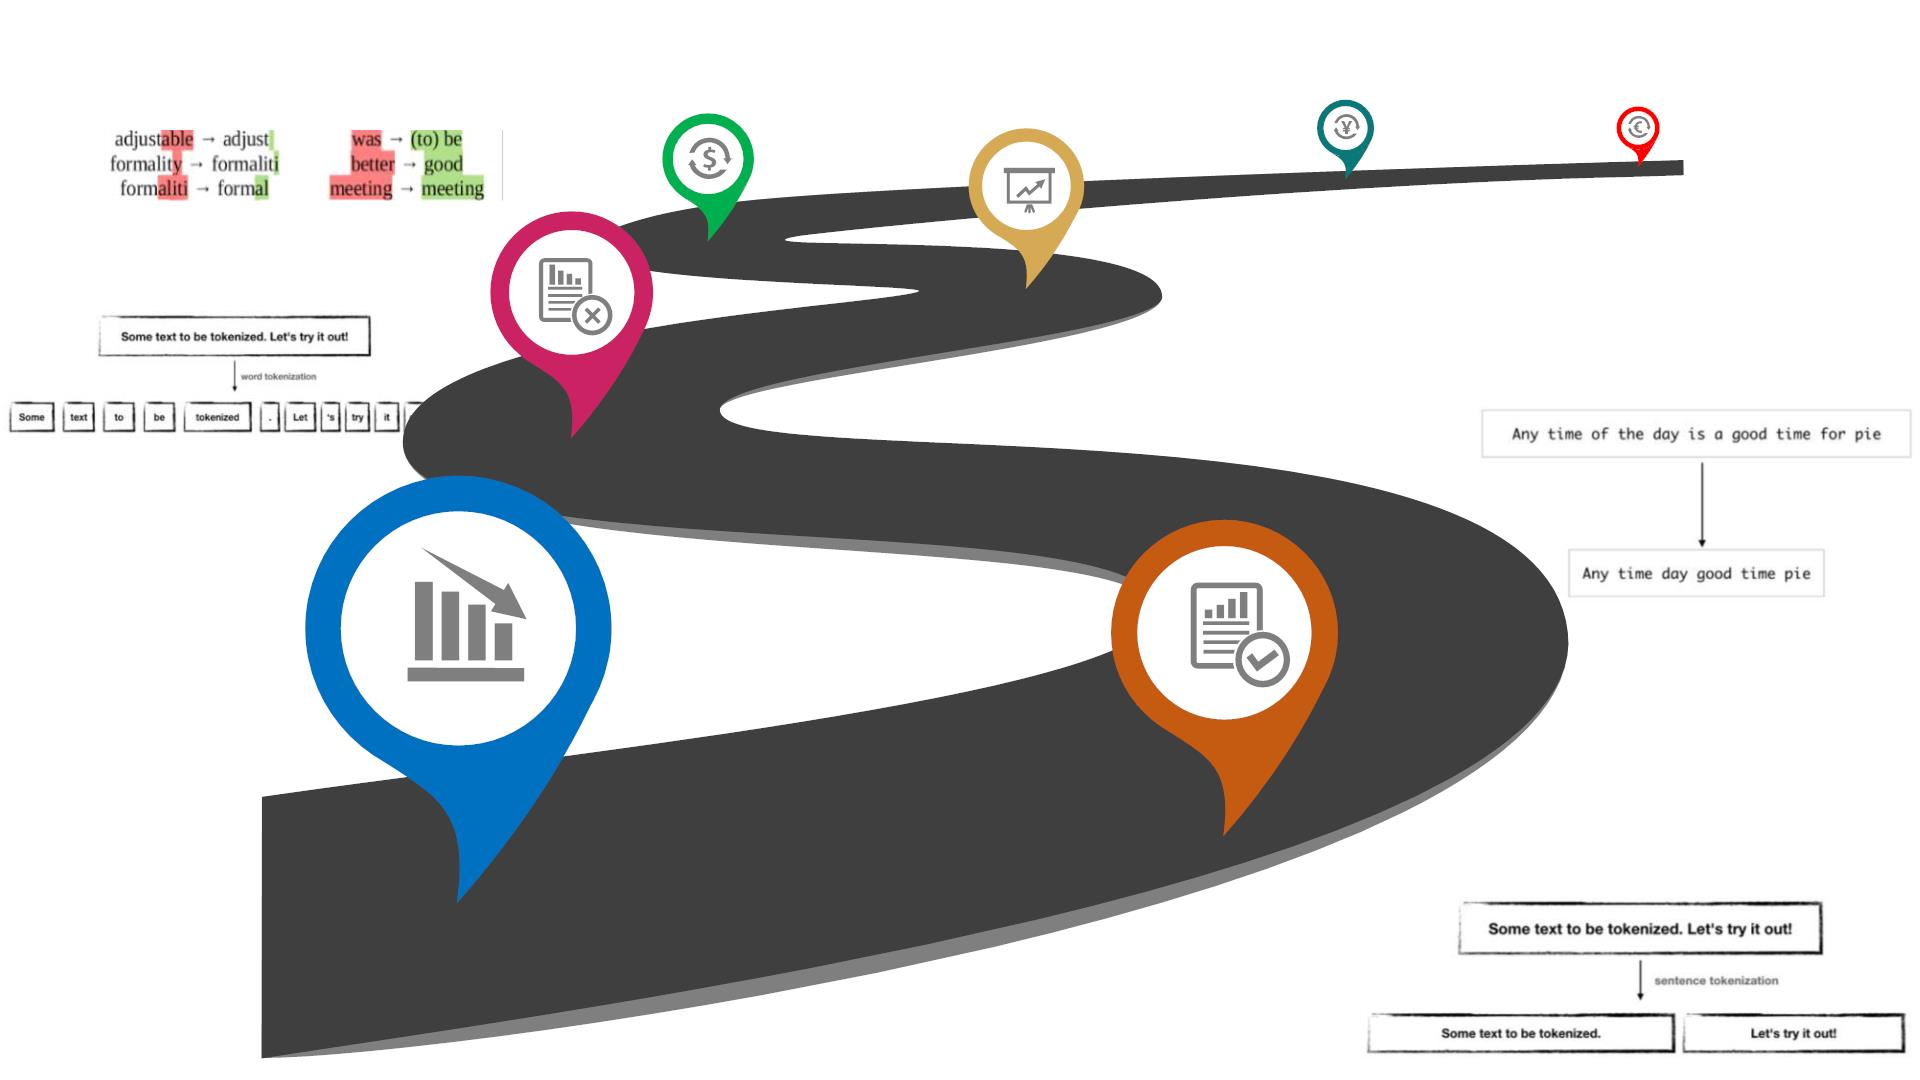 adjustable → adjust
formality → formaliti
formaliti → formal
was → (to) be
better → good
meeting → meeting
$
¥
€
Some text to be tokenized. Let's try it out!
word tokenization
Some text to be tokenized . Let 's try it
Any time of the day is a good time for pie
Any time day good time pie
Some text to be tokenized. Let's try it out!
sentence tokenization
Some text to be tokenized. Let's try it out!